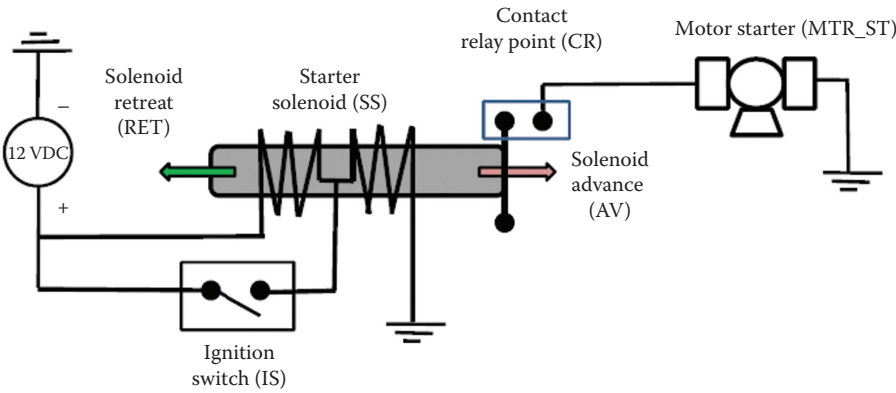 Contact
relay point (CR)
Motor starter (MTR_ST)
Solenoid
retreat
(RET)
Starter
solenoid (SS)
–
12 VDC
+
Solenoid
advance
(AV)
Ignition
switch (IS)